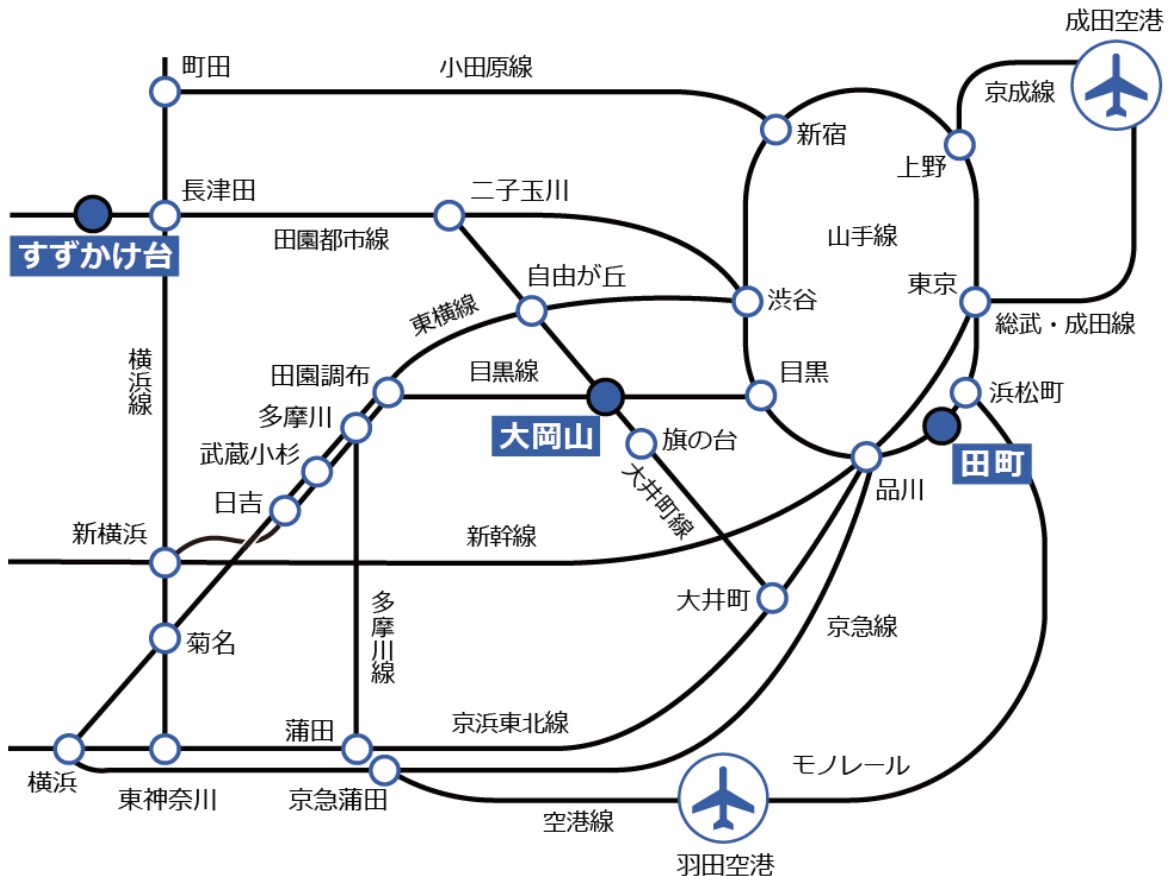 成田空港
町田
小田原線
京成線
新宿
上野
長津田
二子玉川
すずかけ台
田園都市線
山手線
自由が丘
東京
渋谷
東横線
総武・成田線
横浜線
田園調布
目黒線
目黒
浜松町
多摩川
大岡山
旗の台
田町
武蔵小杉
大井町線
品川
日吉
新横浜
新幹線
大井町
多摩川線
京急線
菊名
蒲田
京浜東北線
モノレール
横浜
東神奈川
京急蒲田
空港線
羽田空港